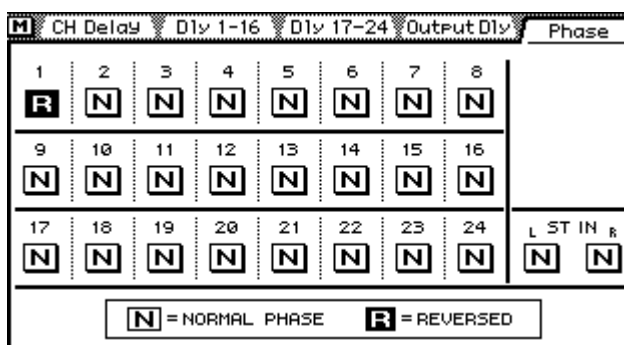 M CH Delay Dly 1-16 Dly 17-24 Output Dly Phase
1 2 3 4 5 6 7 8
R N N N N N N N
9 10 11 12 13 14 15 16
N N N N N N N N
17 18 19 20 21 22 23 24 L ST IN R
N N N N N N N N N N
N = NORMAL PHASE R = REVERSED